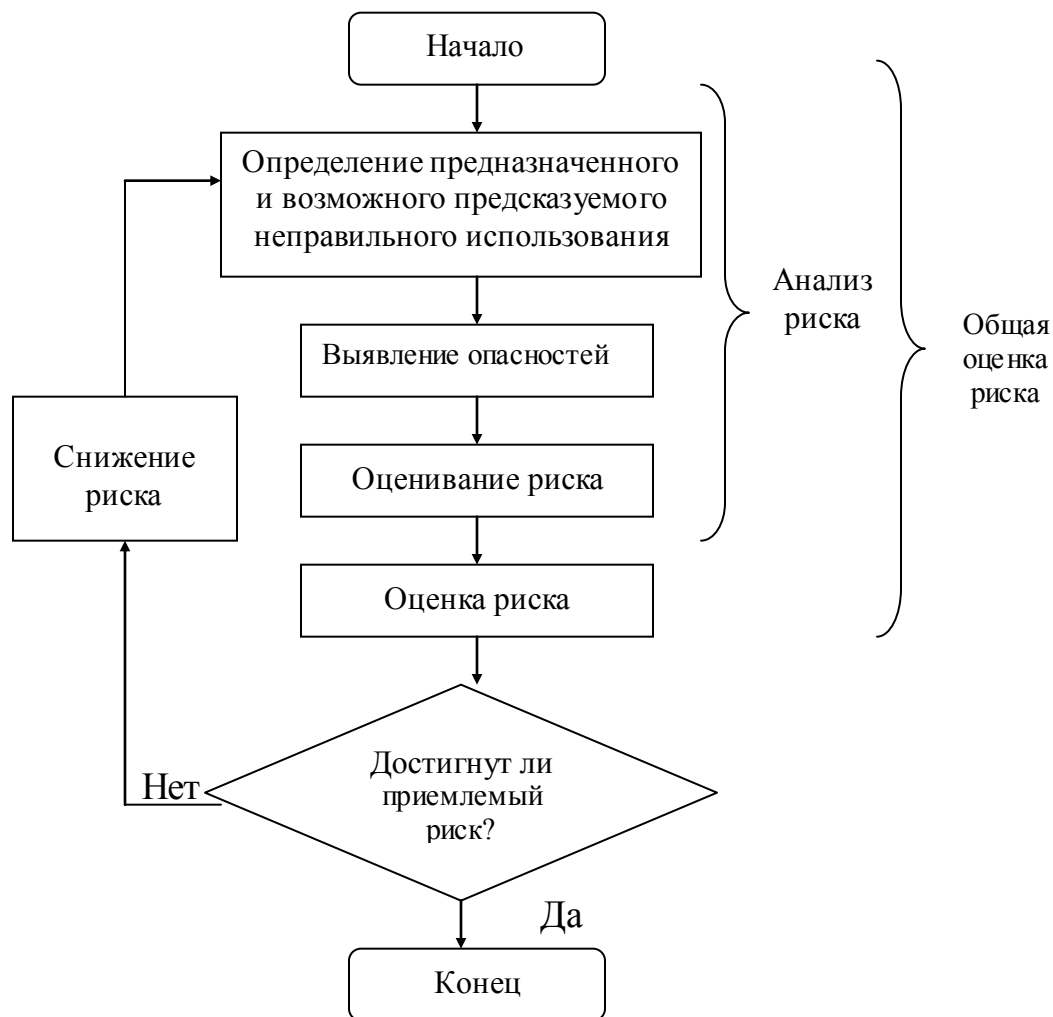 Начало
Определение предназначенного
и возможного предсказуемого
неправильного использования
Анализ
риска
Выявление опасностей
Общая
оценка
риска
Снижение
риска
Оценивание риска
Оценка риска
Достигнут ли
приемлемый
риск?
Нет
Да
Конец